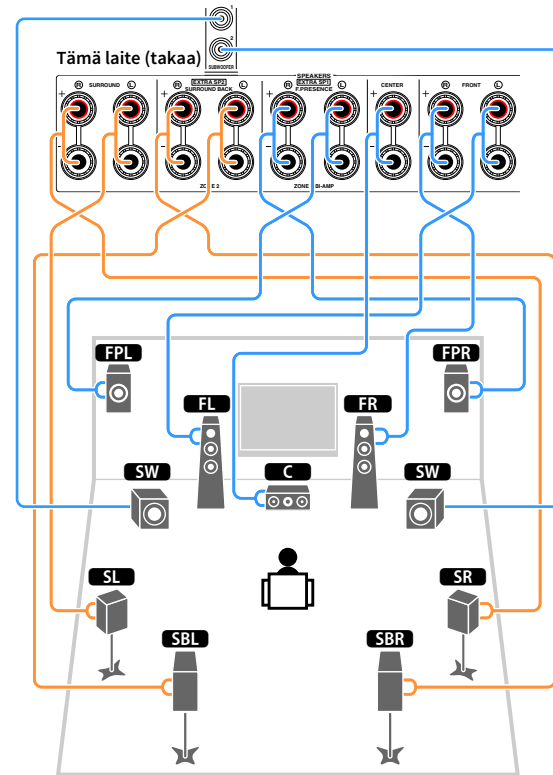 1
2
SUBWOOFER
Tämä laite (takaa)
SPEAKERS
R SURROUND L
EXTRA SP2
R SURROUND BACK L
EXTRA SP1
R F.PRESENCE L
CENTER
R FRONT L
+ + + + +
- - - - -
ZONE 2
BI-AMP
FPL
FPR
FL
FR
SW
C
SW
SL
SR
SBL
SBR